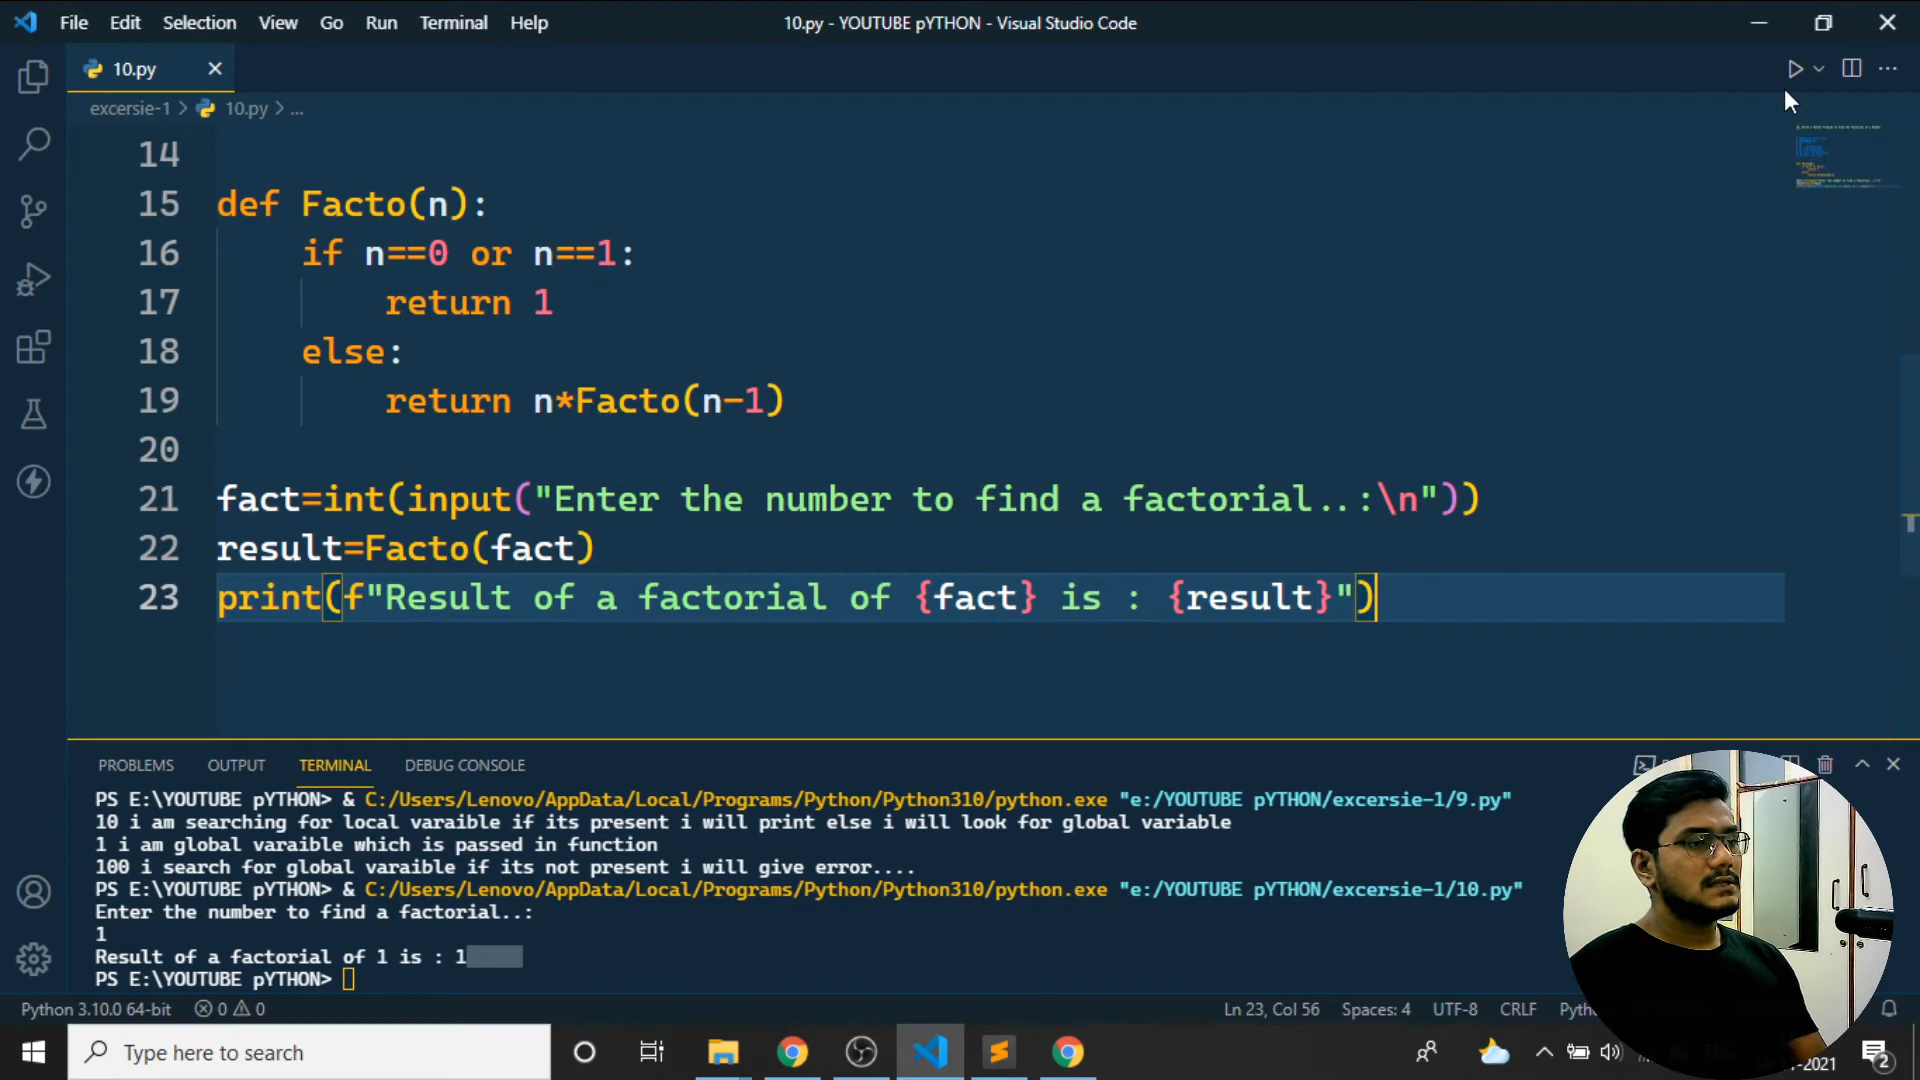 File Edit Selection View Go Run Terminal Help
10.py - YOUTUBE pYTHON - Visual Studio Code
10.py
excersie-1 > 10.py > ...
14
15 def Facto(n):
16 if n==0 or n==1:
17 return 1
18 else:
19 return n*Facto(n-1)
20
21 fact=int(input("Enter the number to find a factorial..:\n"))
22 result=Facto(fact)
23 print(f"Result of a factorial of {fact} is : {result}")
PROBLEMS OUTPUT TERMINAL DEBUG CONSOLE
PS E:\YOUTUBE pYTHON> & C:/Users/Lenovo/AppData/Local/Programs/Python/Python310/python.exe "e:/YOUTUBE pYTHON/excersie-1/9.py"
10 i am searching for local varaible if its present i will print else i will look for global variable
1 i am global varaible which is passed in function
100 i search for global varaible if its not present i will give error....
PS E:\YOUTUBE pYTHON> & C:/Users/Lenovo/AppData/Local/Programs/Python/Python310/python.exe "e:/YOUTUBE pYTHON/excersie-1/10.py"
Enter the number to find a factorial..:
1
Result of a factorial of 1 is : 1
PS E:\YOUTUBE pYTHON>
Python 3.10.0 64-bit 0 0 Ln 23, Col 56 Spaces: 4 UTF-8 CRLF
Type here to search
2